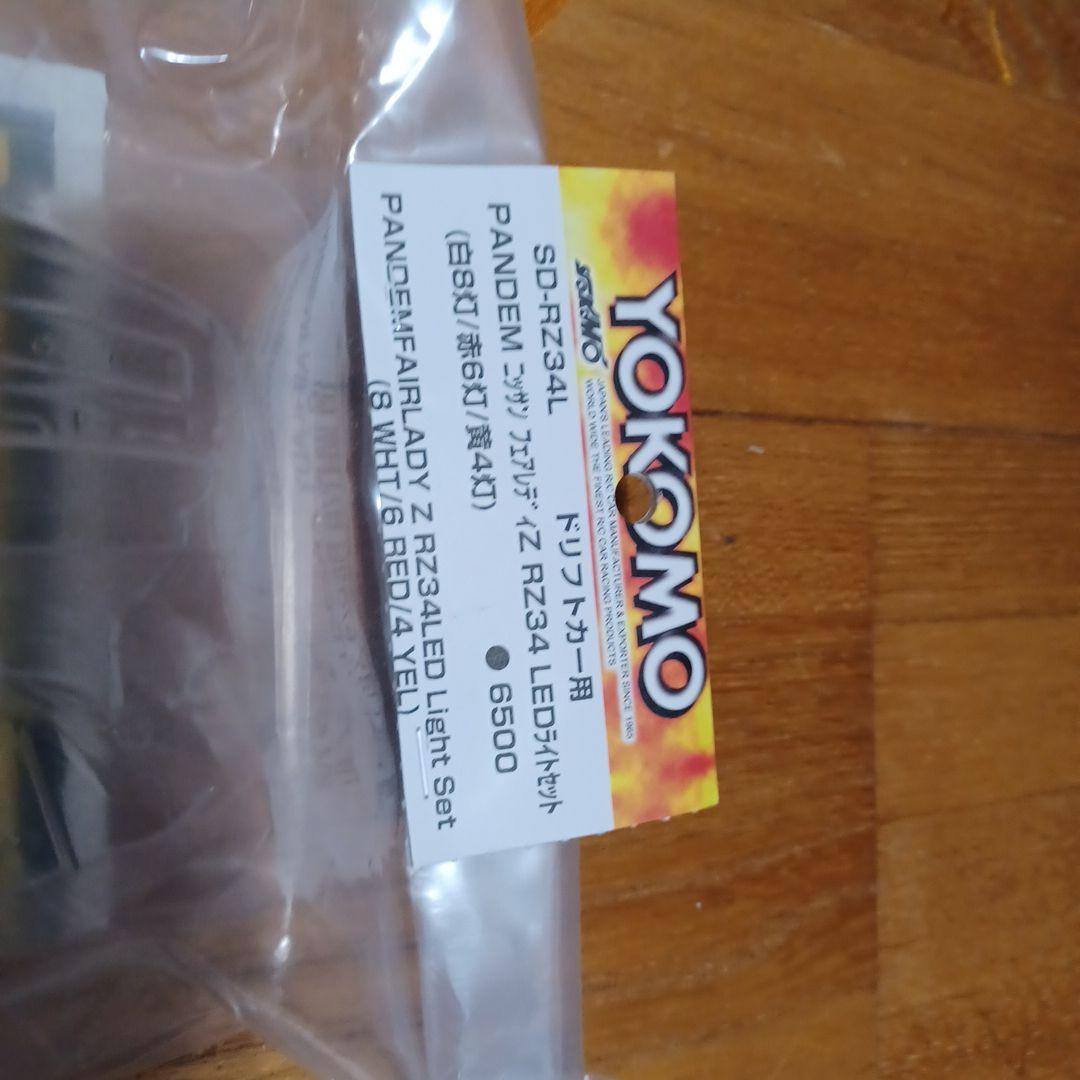 YOKOMO
YOKOMO
JAPAN'S LEADING R/C CAR MANUFACTURER & EXPORTER SINCE 1965
WORLD WIDE THE FINEST R/C CAR RACING PRODUCTS
ドリフトカー用
SD-RZ34L
PANDEM ニッサン フェアレディZ RZ34 LEDライトセット
(白8灯/赤6灯/黄4灯) ●6500
PANDEMFAIRLADY Z RZ34LED Light Set
(8 WHT/6 RED/4 YEL)